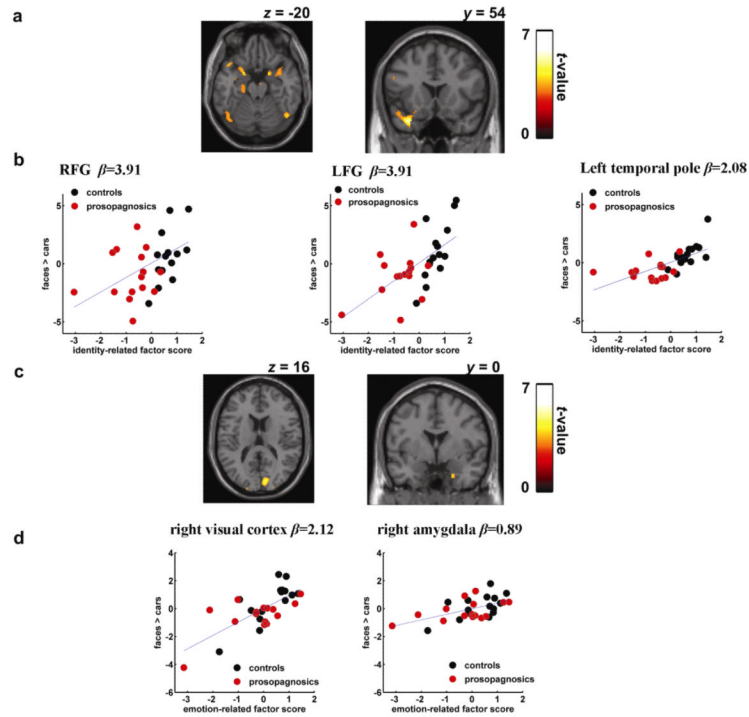 a
z = -20
y = 54
7
t-value
0
b
RFG β=3.91
LFG β=3.91
Left temporal pole β=2.08
controls
prosopagnosics
controls
prosopagnosics
controls
prosopagnosics
faces > cars
5
0
-5
-3 -2 -1 0 1 2
identity-related factor score
faces > cars
5
0
-5
-3 -2 -1 0 1 2
identity-related factor score
faces > cars
5
0
-5
-3 -2 -1 0 1 2
identity-related factor score
c
z = 16
y = 0
7
t-value
0
d
right visual cortex β=2.12
right amygdala β=0.89
faces > cars
4
2
0
-2
-4
-6
controls
prosopagnosics
-3 -2 -1 0 1 2
emotion-related factor score
faces > cars
4
2
0
-2
-4
-6
controls
prosopagnosics
-3 -2 -1 0 1 2
emotion-related factor score